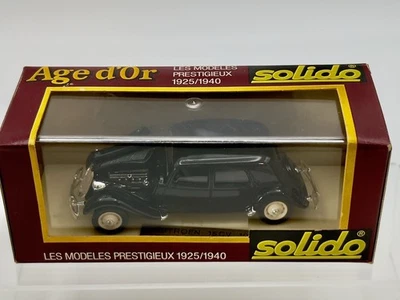 Age d'Or
LES MODELES
PRESTIGIEUX
1925/1940
solido®
LES MODELES PRESTIGIEUX 1925/1940
solido